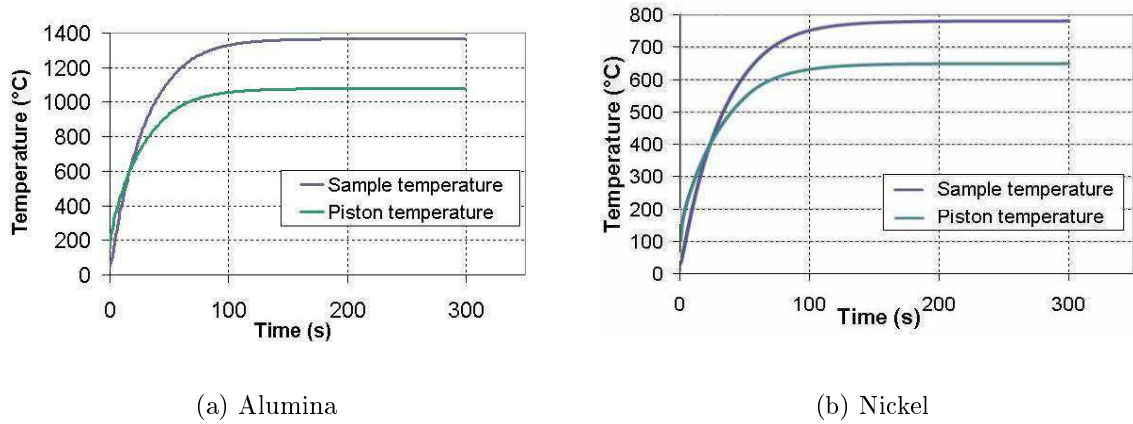 1400
1200
1000
800
600
400
200
0
Temperature (°C)
Sample temperature
Piston temperature
0 100 200 300
Time (s)
(a) Alumina
800
700
600
500
400
300
200
100
0
Temperature (°C)
Sample temperature
Piston temperature
0 100 200 300
Time (s)
(b) Nickel